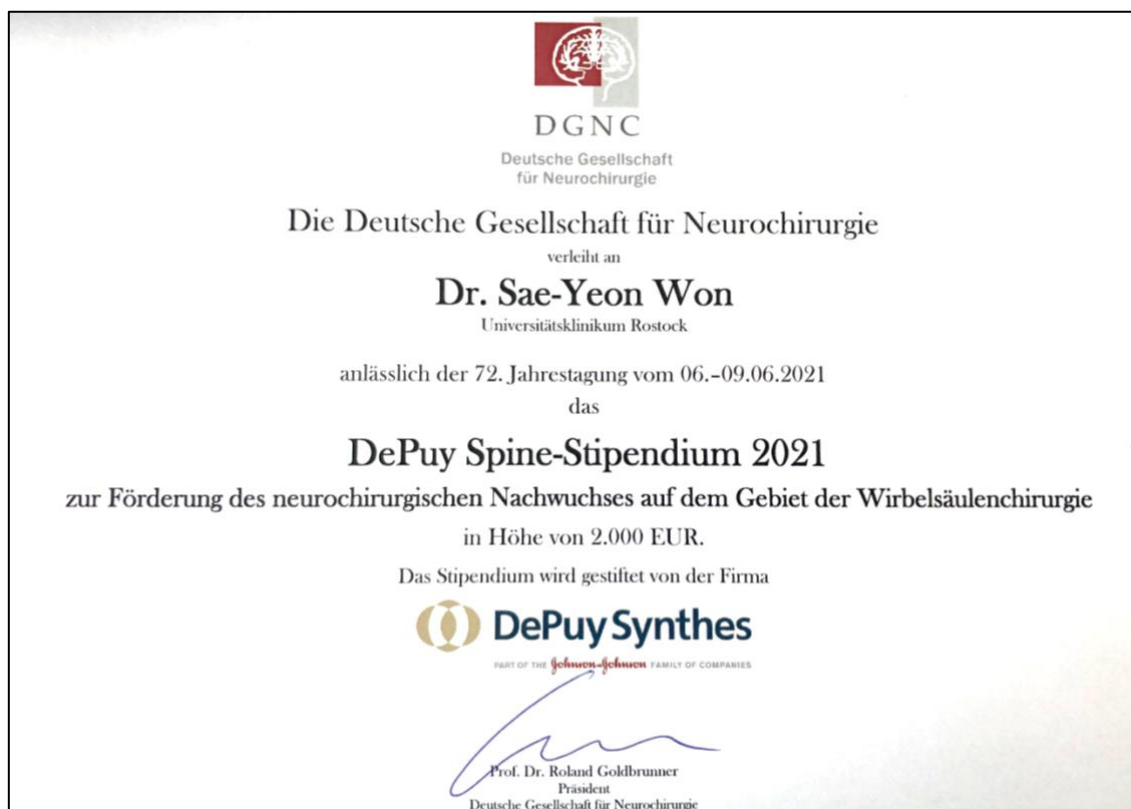 DGNC
Deutsche Gesellschaft
für Neurochirurgie
Die Deutsche Gesellschaft für Neurochirurgie
verleiht an
Dr. Sae-Yeon Won
Universitätsklinikum Rostock
anlässlich der 72. Jahrestagung vom 06.-09.06.2021
das
DePuy Spine-Stipendium 2021
zur Förderung des neurochirurgischen Nachwuchses auf dem Gebiet der Wirbelsäulenchirurgie
in Höhe von 2.000 EUR.
Das Stipendium wird gestiftet von der Firma
DePuy Synthes
PART OF THE Johnson-Johnson FAMILY OF COMPANIES
Prof. Dr. Roland Goldbrunner
Präsident
Deutsche Gesellschaft für Neurochirurgie